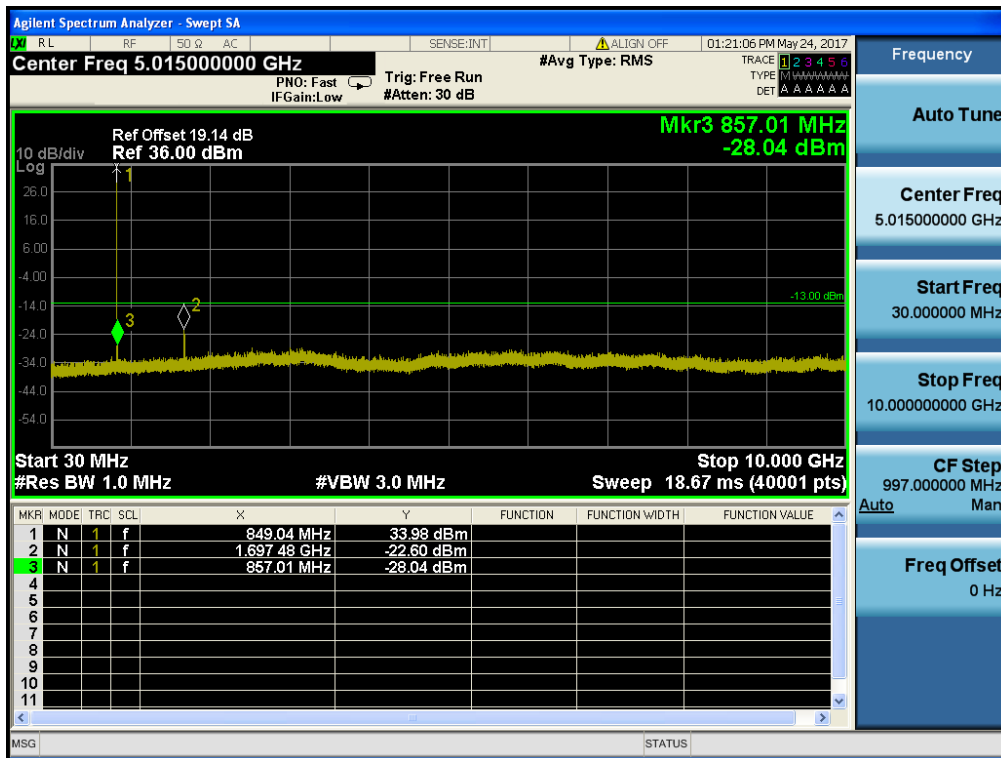 Agilent Spectrum Analyzer - Swept SA
LXI RL RF 50 Ω AC SENSE:INT ALIGN OFF 01:21:06 PM May 24, 2017
Center Freq 5.015000000 GHz #Avg Type: RMS TRACE 1 2 3 4 5 6
PNO: Fast Trig: Free Run TYPE M WWWWW
IFGain:Low #Atten: 30 dB DET A A A A A A
Mkr3 857.01 MHz
Ref Offset 19.14 dB
10 dB/div Ref 36.00 dBm -28.04 dBm
Log
1
26.0
16.0
6.00
-4.00
-13.00 dBm
-14.0 2
3
-24.0
-34.0
-44.0
-54.0
Start 30 MHz Stop 10.000 GHz
#Res BW 1.0 MHz #VBW 3.0 MHz Sweep 18.67 ms (40001 pts)
MKR MODE TRC SCL X Y FUNCTION FUNCTION WIDTH FUNCTION VALUE
1 N 1 f 849.04 MHz 33.98 dBm
2 N 1 f 1.697 48 GHz -22.60 dBm
3 N 1 f 857.01 MHz -28.04 dBm
4
5
6
7
8
9
10
11
MSG STATUS
Frequency
Auto Tune
Center Freq
5.015000000 GHz
Start Freq
30.000000 MHz
Stop Freq
10.000000000 GHz
CF Step
997.000000 MHz
Auto Man
Freq Offset
0 Hz